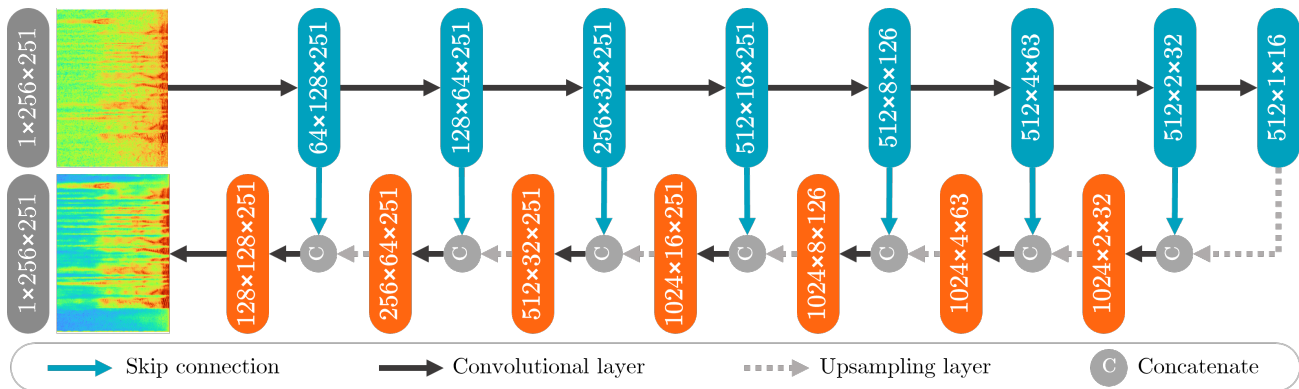 1×256×251
64×128×251
128×64×251
256×32×251
512×16×251
512×8×126
512×4×63
512×2×32
512×1×16
1×256×251
128×128×251
C
256×64×251
C
512×32×251
C
1024×16×251
C
1024×8×126
C
1024×4×63
C
1024×2×32
C
Skip connection
Convolutional layer
Upsampling layer
C
Concatenate